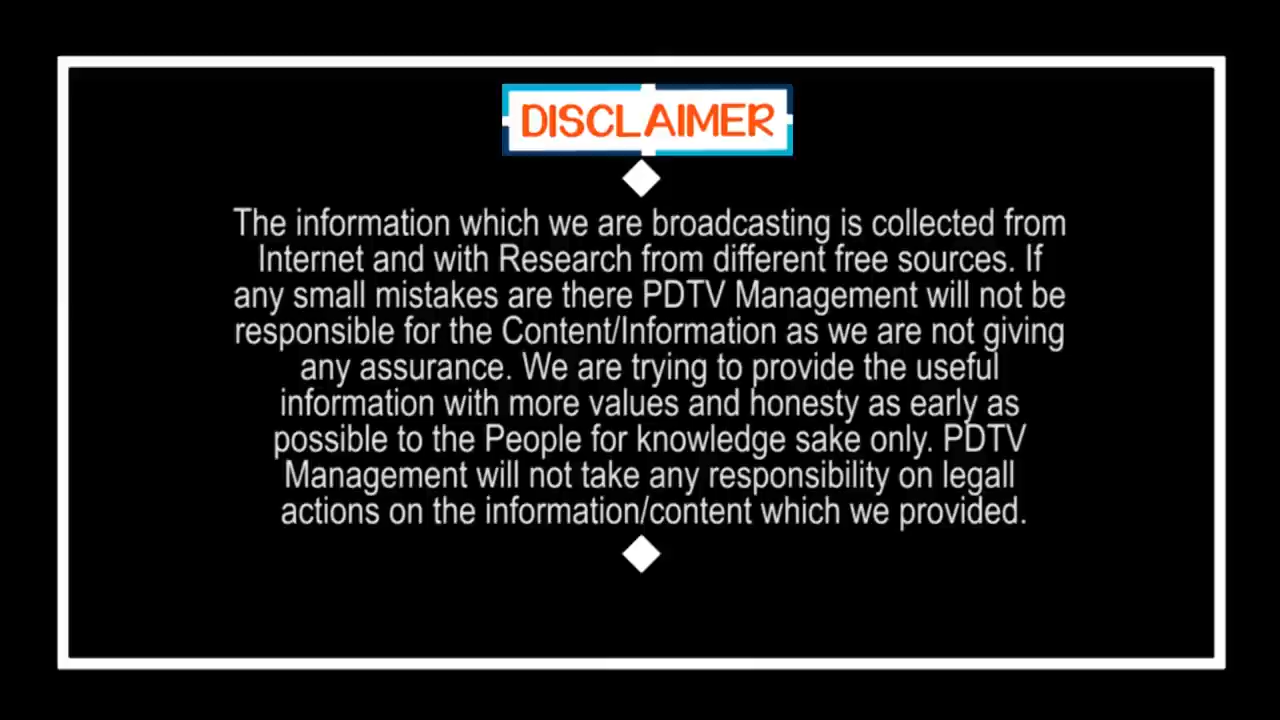 DISCLAIMER
The information which we are broadcasting is collected from
Internet and with Research from different free sources. If
any small mistakes are there PDTV Management will not be
responsible for the Content/Information as we are not giving
any assurance. We are trying to provide the useful
information with more values and honesty as early as
possible to the People for knowledge sake only. PDTV
Management will not take any responsibility on legall
actions on the information/content which we provided.